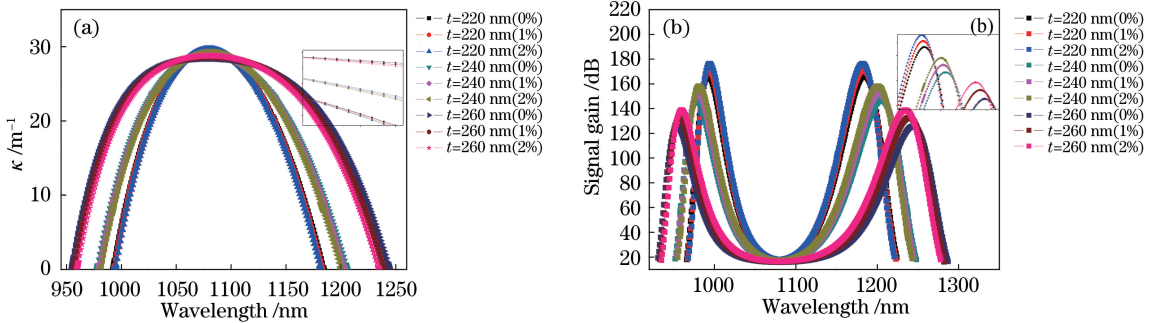 (a)
30
20
10
0
κ /m⁻¹
950 1000 1050 1100 1150 1200 1250
Wavelength /nm
t=220 nm(0%)
t=220 nm(1%)
t=220 nm(2%)
t=240 nm(0%)
t=240 nm(1%)
t=240 nm(2%)
t=260 nm(0%)
t=260 nm(1%)
t=260 nm(2%)
(b)
(b)
220
200
180
160
140
120
100
80
60
40
20
Signal gain /dB
1000 1100 1200 1300
Wavelength /nm
t=220 nm(0%)
t=220 nm(1%)
t=220 nm(2%)
t=240 nm(0%)
t=240 nm(1%)
t=240 nm(2%)
t=260 nm(0%)
t=260 nm(1%)
t=260 nm(2%)